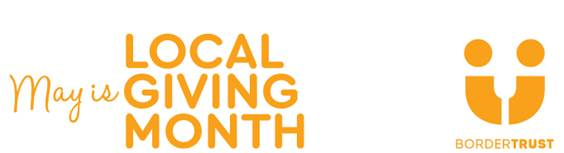 LOCAL
May is GIVING
MONTH
BORDERTRUST